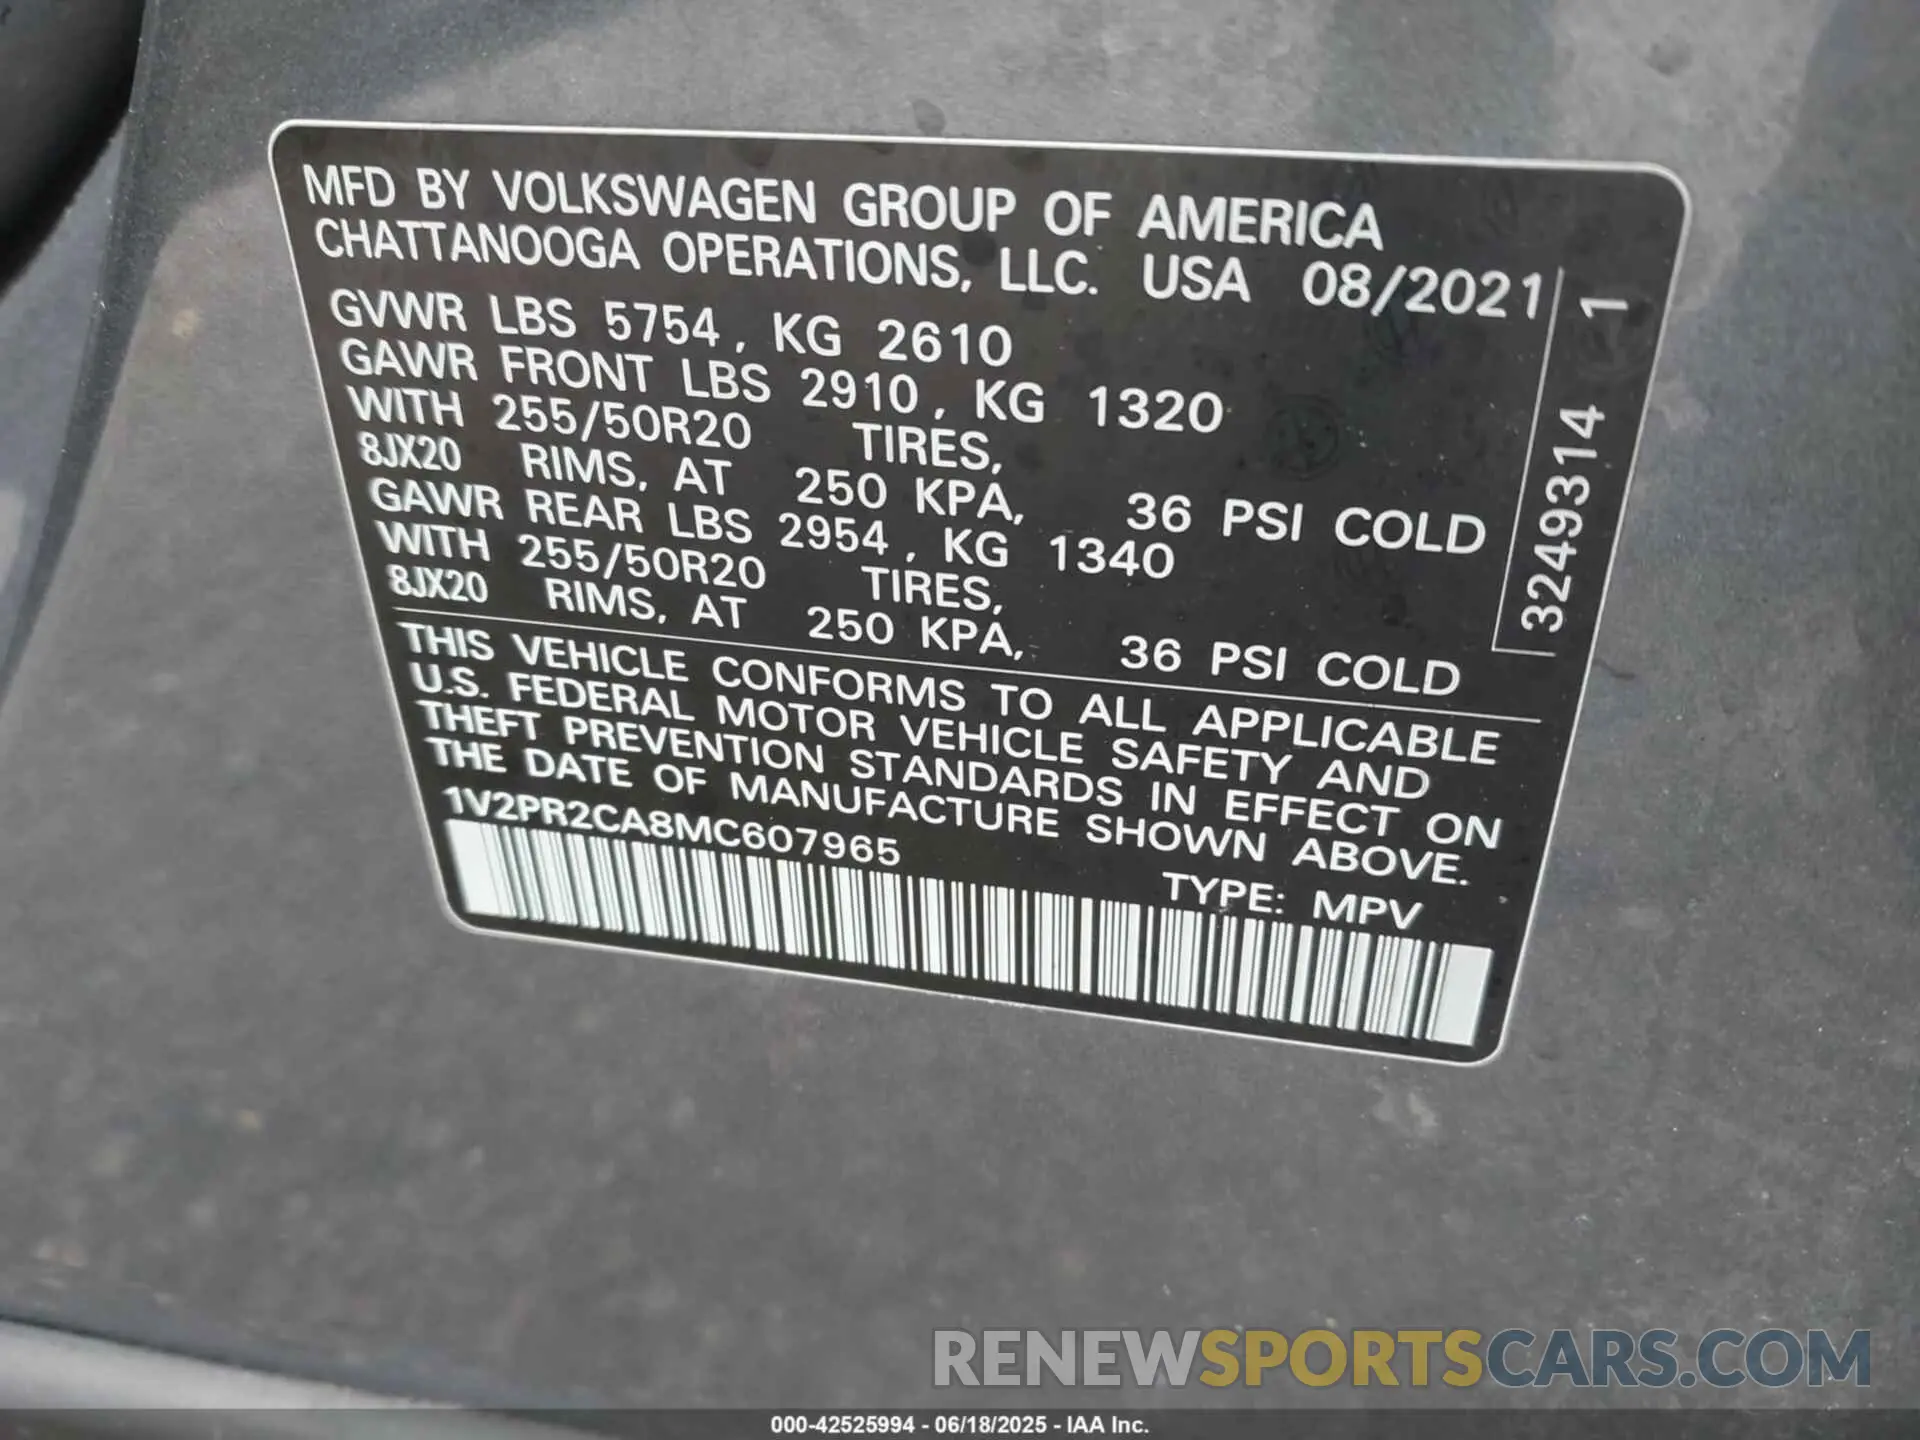 MFD BY VOLKSWAGEN GROUP OF AMERICA
CHATTANOOGA OPERATIONS, LLC. USA 08/2021
GVWR LBS 5754, KG 2610
GAWR FRONT LBS 2910, KG 1320
WITH 255/50R20 TIRES,
8JX20 RIMS, AT 250 KPA, 36 PSI COLD
GAWR REAR LBS 2954, KG 1340
WITH 255/50R20 TIRES,
8JX20 RIMS, AT 250 KPA, 36 PSI COLD
THIS VEHICLE CONFORMS TO ALL APPLICABLE
U.S. FEDERAL MOTOR VEHICLE SAFETY AND
THEFT PREVENTION STANDARDS IN EFFECT ON
THE DATE OF MANUFACTURE SHOWN ABOVE.
1V2PR2CA8MC607965
TYPE: MPV
3249314 1
RENEWSPORTSCARS.COM
000-42525994 - 06/18/2025 - IAA Inc.